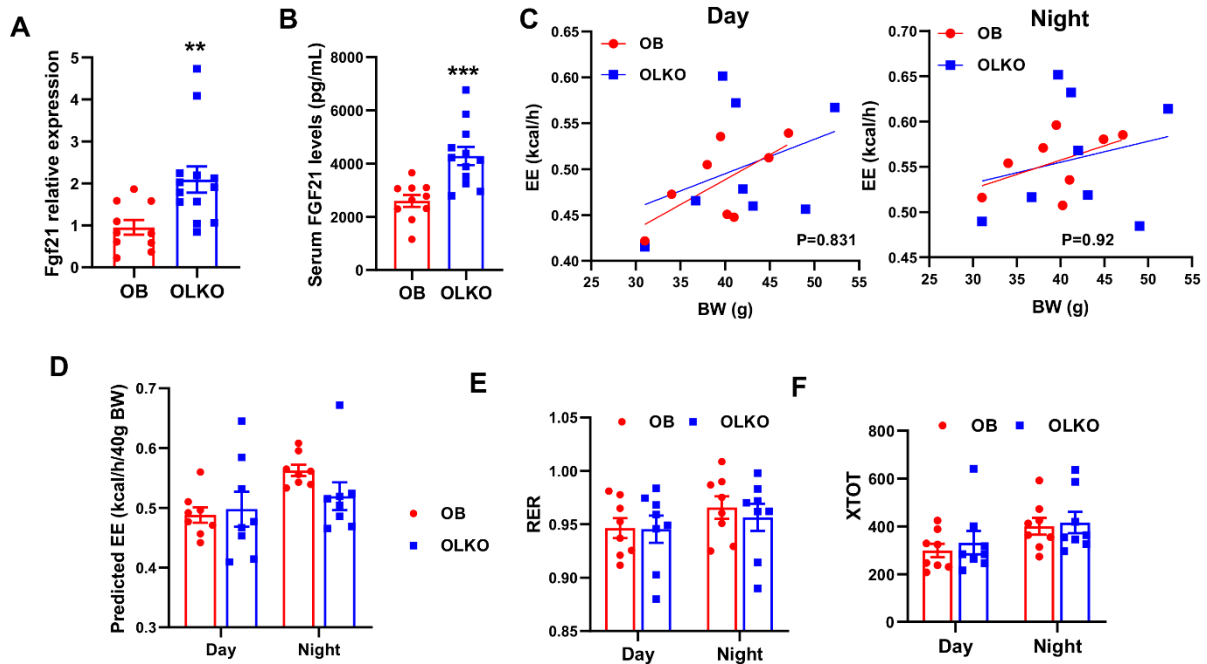 A
Fgf21 relative expression
5
4
3
2
1
0
**
OB
OLKO
B
Serum FGF21 levels (pg/mL)
8000
6000
4000
2000
0
***
OB
OLKO
C
Day
OB
OLKO
EE (kcal/h)
0.65
0.60
0.55
0.50
0.45
0.40
P=0.831
25 30 35 40 45 50 55
BW (g)
Night
OB
OLKO
EE (kcal/h)
0.70
0.65
0.60
0.55
0.50
0.45
P=0.92
25 30 35 40 45 50 55
BW (g)
D
Predicted EE (kcal/h/40g BW)
0.7
0.6
0.5
0.4
0.3
Day Night
OB
OLKO
E
OB OLKO
RER
1.05
1.00
0.95
0.90
0.85
Day Night
F
OB OLKO
XTOT
800
600
400
200
0
Day Night